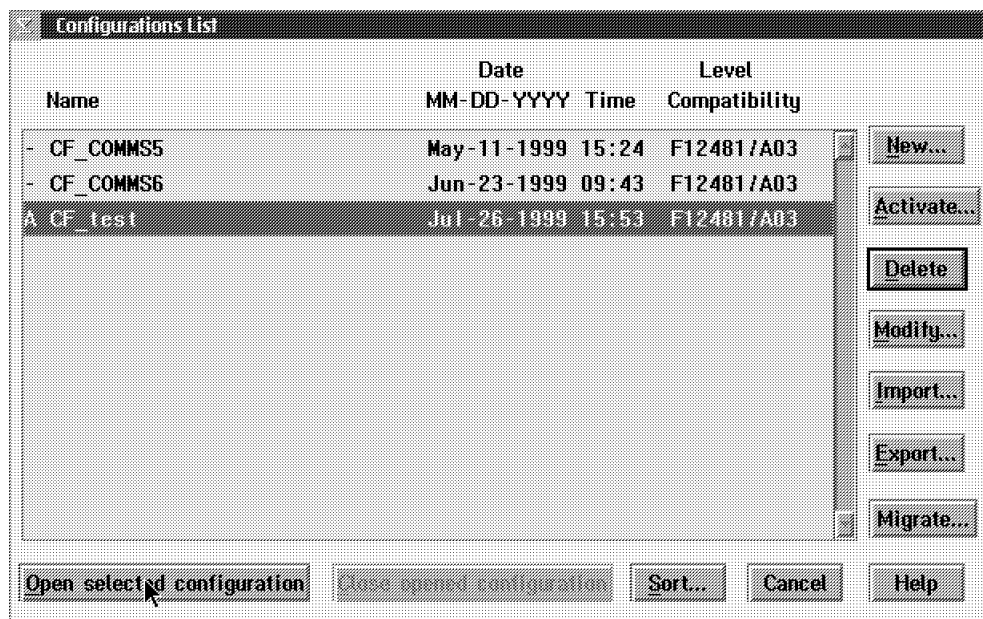 Configurations List
Date Level
Name MM-DD-YYYY Time Compatibility
- CF_COMMS5 May-11-1999 15:24 F12481/A03
- CF_COMMS6 Jun-23-1999 09:43 F12481/A03
A CF_test Jul-26-1999 15:53 F12481/A03
New...
Activate...
Delete
Modify...
Import...
Export...
Migrate...
Open selected configuration Close opened configuration Sort... Cancel Help